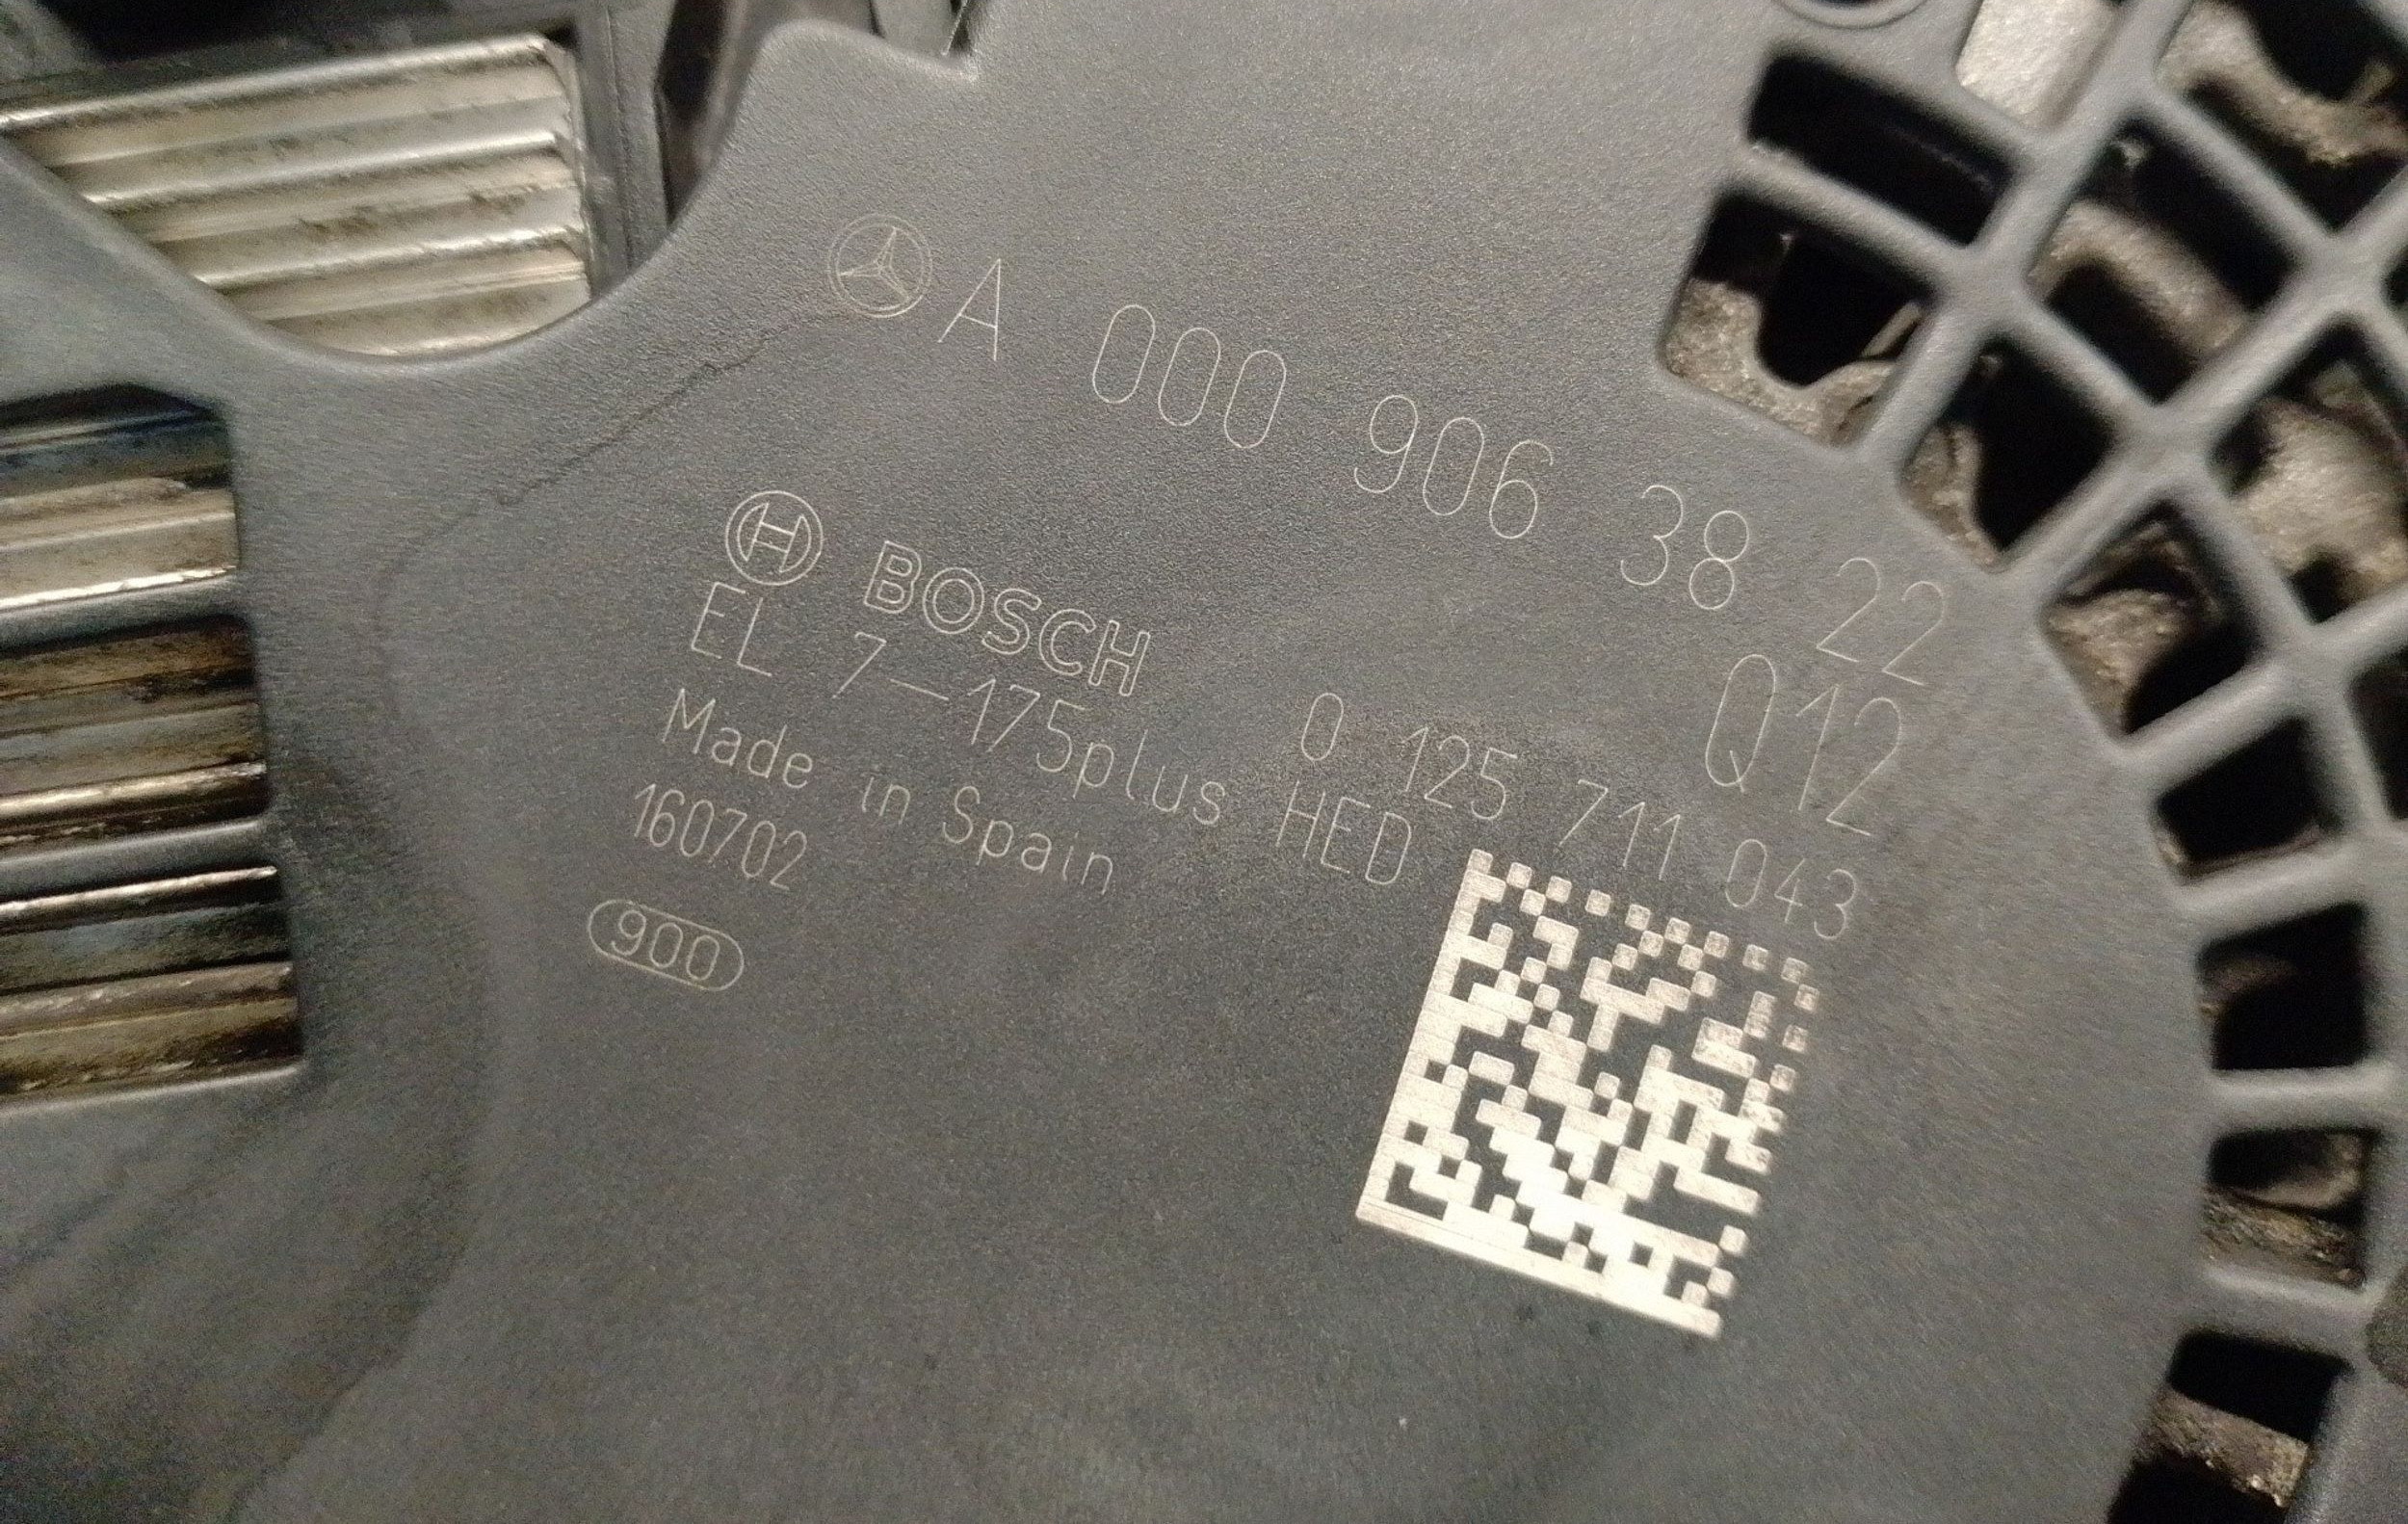 A 000 906 38 22
Q12
BOSCH
0 125 711 043
EL 7-175plus HED
Made in Spain
160702
900